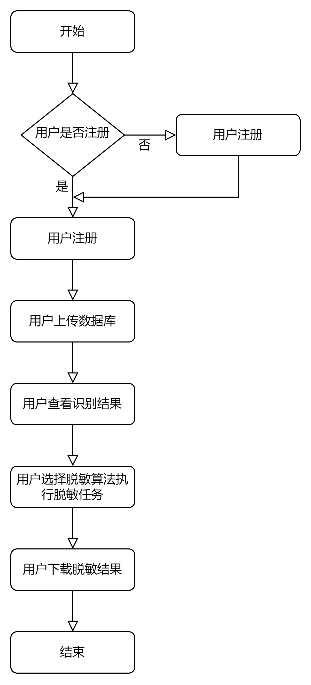 开始
用户是否注册
用户注册
否
是
用户注册
用户上传数据库
用户查看识别结果
用户选择脱敏算法执
行脱敏任务
用户下载脱敏结果
结束